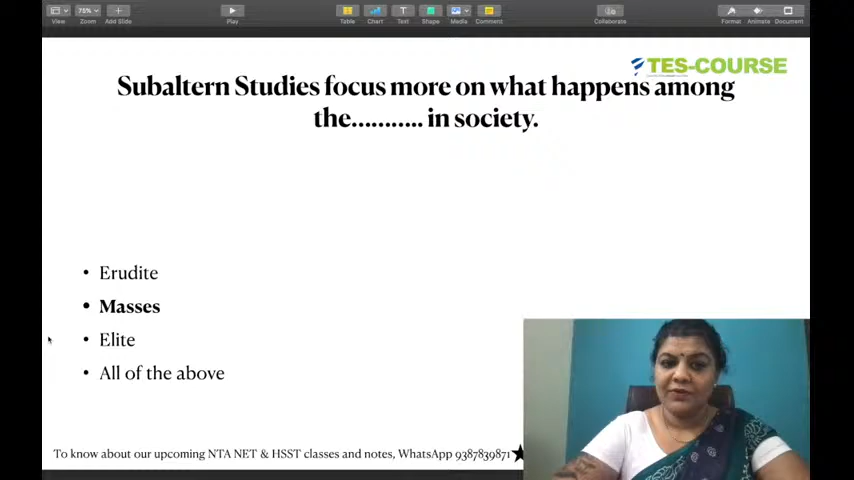 View
75%
Zoom
Add Slide
Play
Table
Chart
Text
Shape
Media
Comment
Collaborate
Format
Animate
Document
TES-COURSE
Subaltern Studies focus more on what happens among
the........... in society.
• Erudite
• Masses
• Elite
• All of the above
To know about our upcoming NTA NET & HSST classes and notes, WhatsApp 9387839871